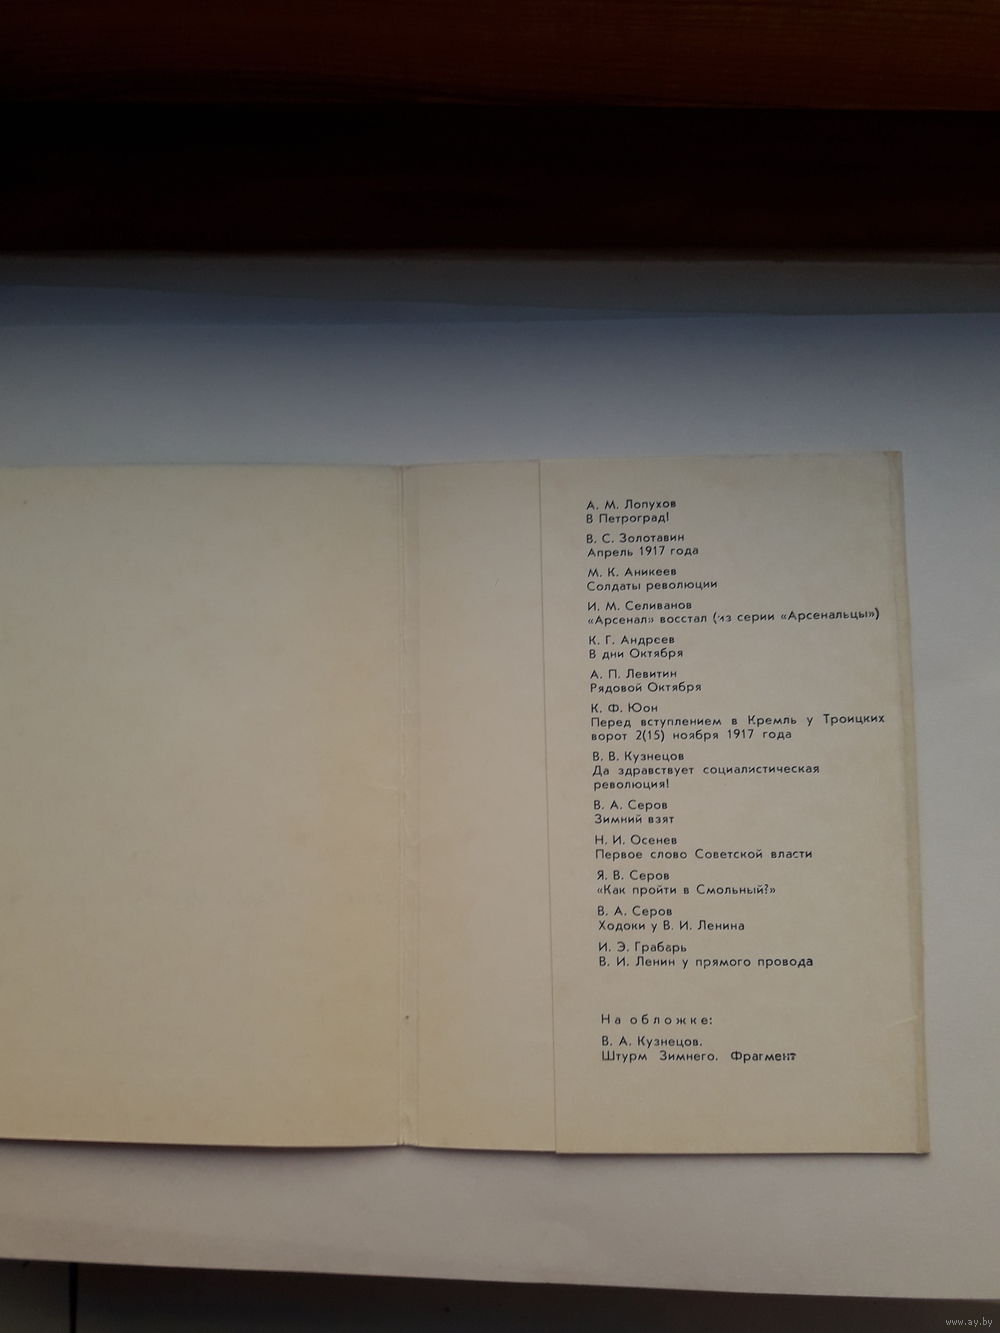 А. М. Лопухов
В Петроград!
В. С. Золотавин
Апрель 1917 года
М. К. Аникеев
Солдаты революции
И. М. Селиванов
«Арсенал» восстал (из серии «Арсенальцы»)
К. Г. Андреев
В дни Октября
А. П. Левитин
Рядовой Октября
К. Ф. Юон
Перед вступлением в Кремль у Троицких
ворот 2(15) ноября 1917 года
В. В. Кузнецов
Да здравствует социалистическая
революция!
В. А. Серов
Зимний взят
Н. И. Осенев
Первое слово Советской власти
Я. В. Серов
«Как пройти в Смольный?»
В. А. Серов
Ходоки у В. И. Ленина
И. Э. Грабарь
В. И. Ленин у прямого провода
На обложке:
В. А. Кузнецов.
Штурм Зимнего. Фрагмент
www.ay.by